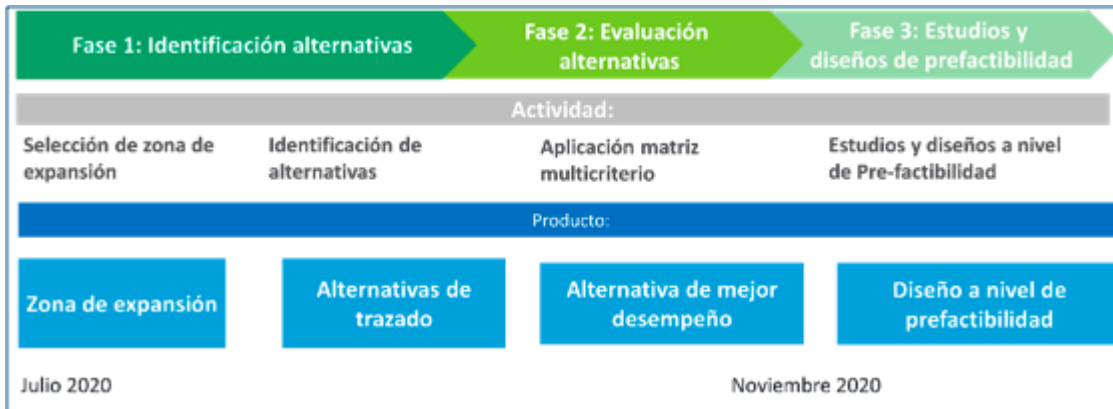 Fase 1: Identificación alternativas
Fase 2: Evaluación
alternativas
Fase 3: Estudios y
diseños de prefactibilidad
Actividad:
Selección de zona de
expansión
Identificación de
alternativas
Aplicación matriz
multicriterio
Estudios y diseños a nivel
de Pre-factibilidad
Producto:
Zona de expansión
Alternativas de
trazado
Alternativa de mejor
desempeño
Diseño a nivel de
prefactibilidad
Julio 2020
Noviembre 2020